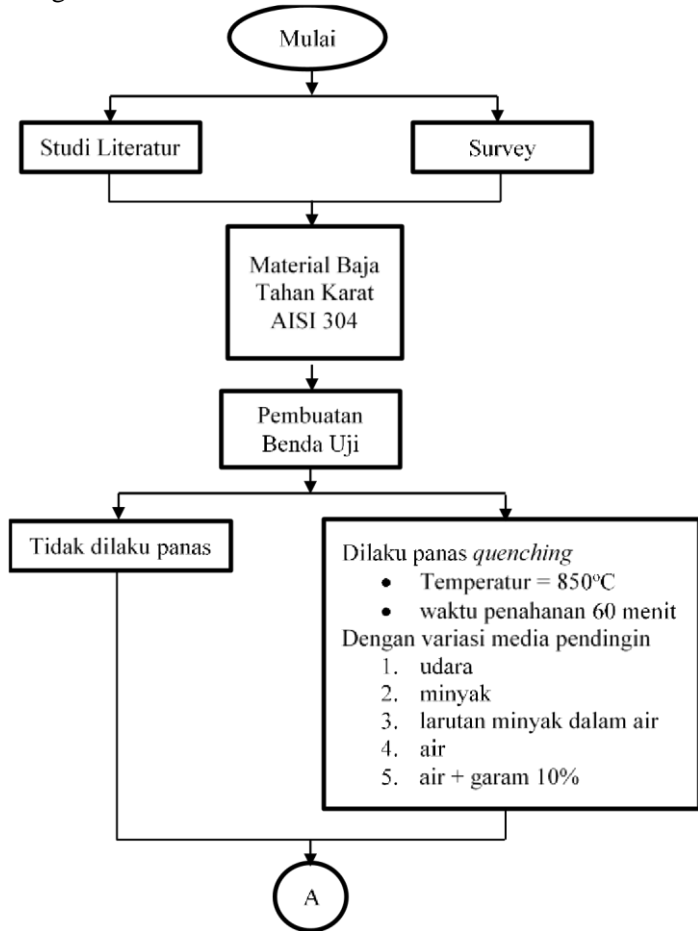 Mulai
Studi Literatur
Survey
Material Baja
Tahan Karat
AISI 304
Pembuatan
Benda Uji
Tidak dilaku panas
Dilaku panas quenching
• Temperatur = 850°C
• waktu penahanan 60 menit
Dengan variasi media pendingin
1. udara
2. minyak
3. larutan minyak dalam air
4. air
5. air + garam 10%
A